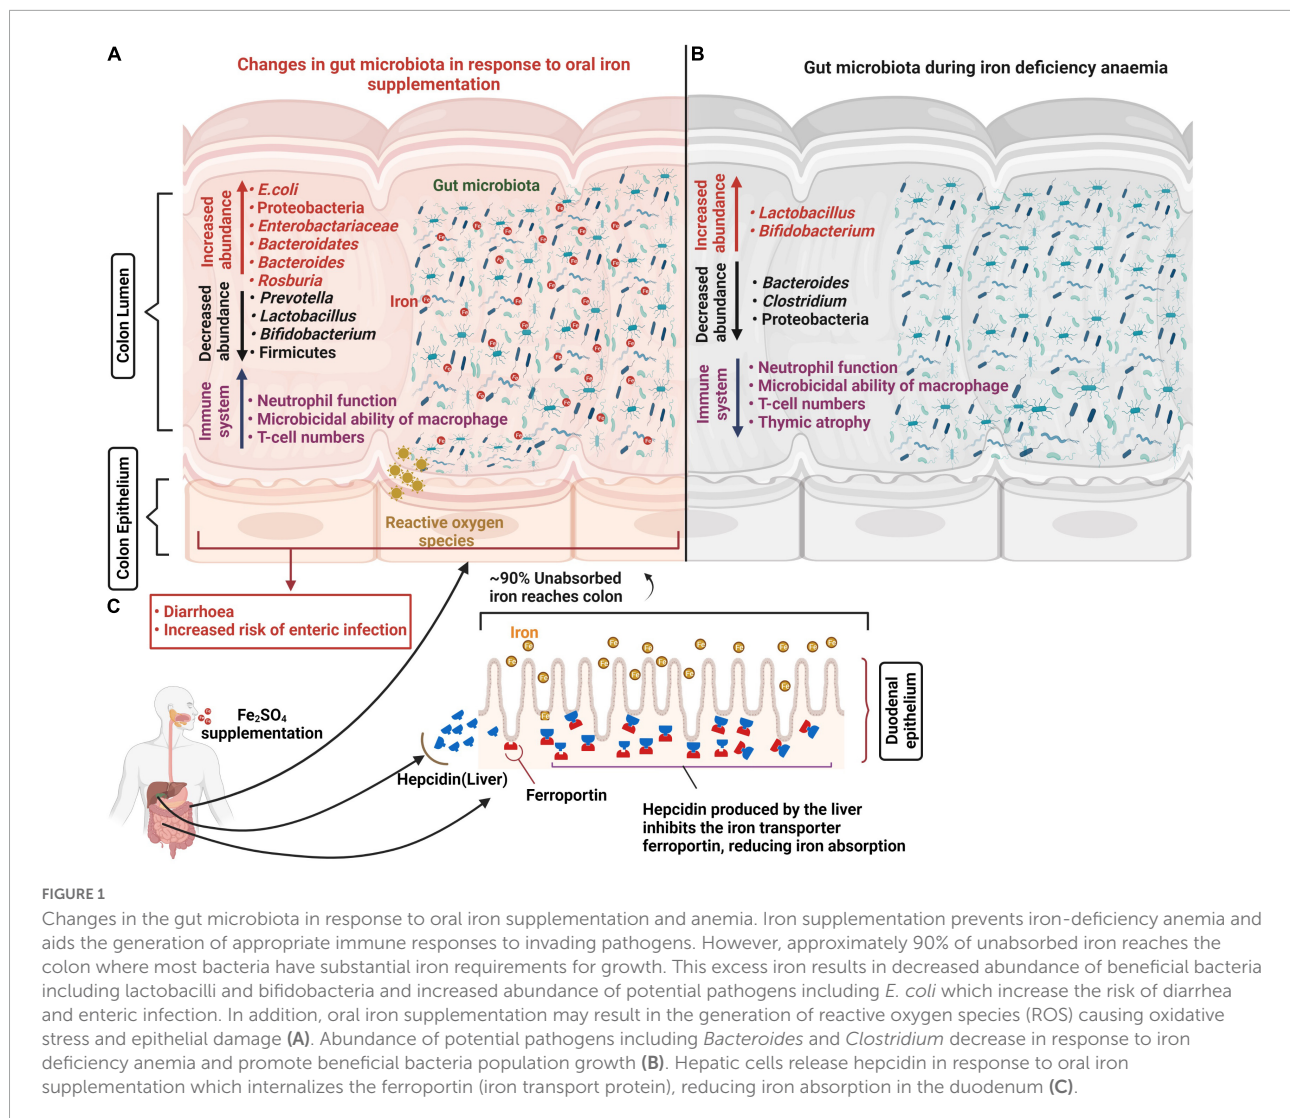 A
Changes in gut microbiota in response to oral iron
supplementation
B
Gut microbiota during iron deficiency anaemia
Colon Lumen
Increased
abundance
• E.coli
• Proteobacteria
• Enterobactariaceae
• Bacteroidates
• Bacteroides
• Rosburia
Decreased
abundance
• Prevotella
• Lactobacillus
• Bifidobacterium
• Firmicutes
Immune
system
• Neutrophil function
• Microbicidal ability of macrophage
• T-cell numbers
Gut microbiota
Iron
Fe
Increased
abundance
• Lactobacillus
• Bifidobacterium
Decreased
abundance
• Bacteroides
• Clostridium
• Proteobacteria
Immune
system
• Neutrophil function
• Microbicidal ability of macrophage
• T-cell numbers
• Thymic atrophy
Colon Epithelium
Reactive oxygen
species
C
• Diarrhoea
• Increased risk of enteric infection
~90% Unabsorbed
iron reaches colon
Iron
Fe
Duodenal
epithelium
Fe₂SO₄
supplementation
Hepcidin(Liver)
Ferroportin
Hepcidin produced by the liver
inhibits the iron transporter
ferroportin, reducing iron absorption
FIGURE 1
Changes in the gut microbiota in response to oral iron supplementation and anemia. Iron supplementation prevents iron-deficiency anemia and
aids the generation of appropriate immune responses to invading pathogens. However, approximately 90% of unabsorbed iron reaches the
colon where most bacteria have substantial iron requirements for growth. This excess iron results in decreased abundance of beneficial bacteria
including lactobacilli and bifidobacteria and increased abundance of potential pathogens including E. coli which increase the risk of diarrhea
and enteric infection. In addition, oral iron supplementation may result in the generation of reactive oxygen species (ROS) causing oxidative
stress and epithelial damage (A). Abundance of potential pathogens including Bacteroides and Clostridium decrease in response to iron
deficiency anemia and promote beneficial bacteria population growth (B). Hepatic cells release hepcidin in response to oral iron
supplementation which internalizes the ferroportin (iron transport protein), reducing iron absorption in the duodenum (C).